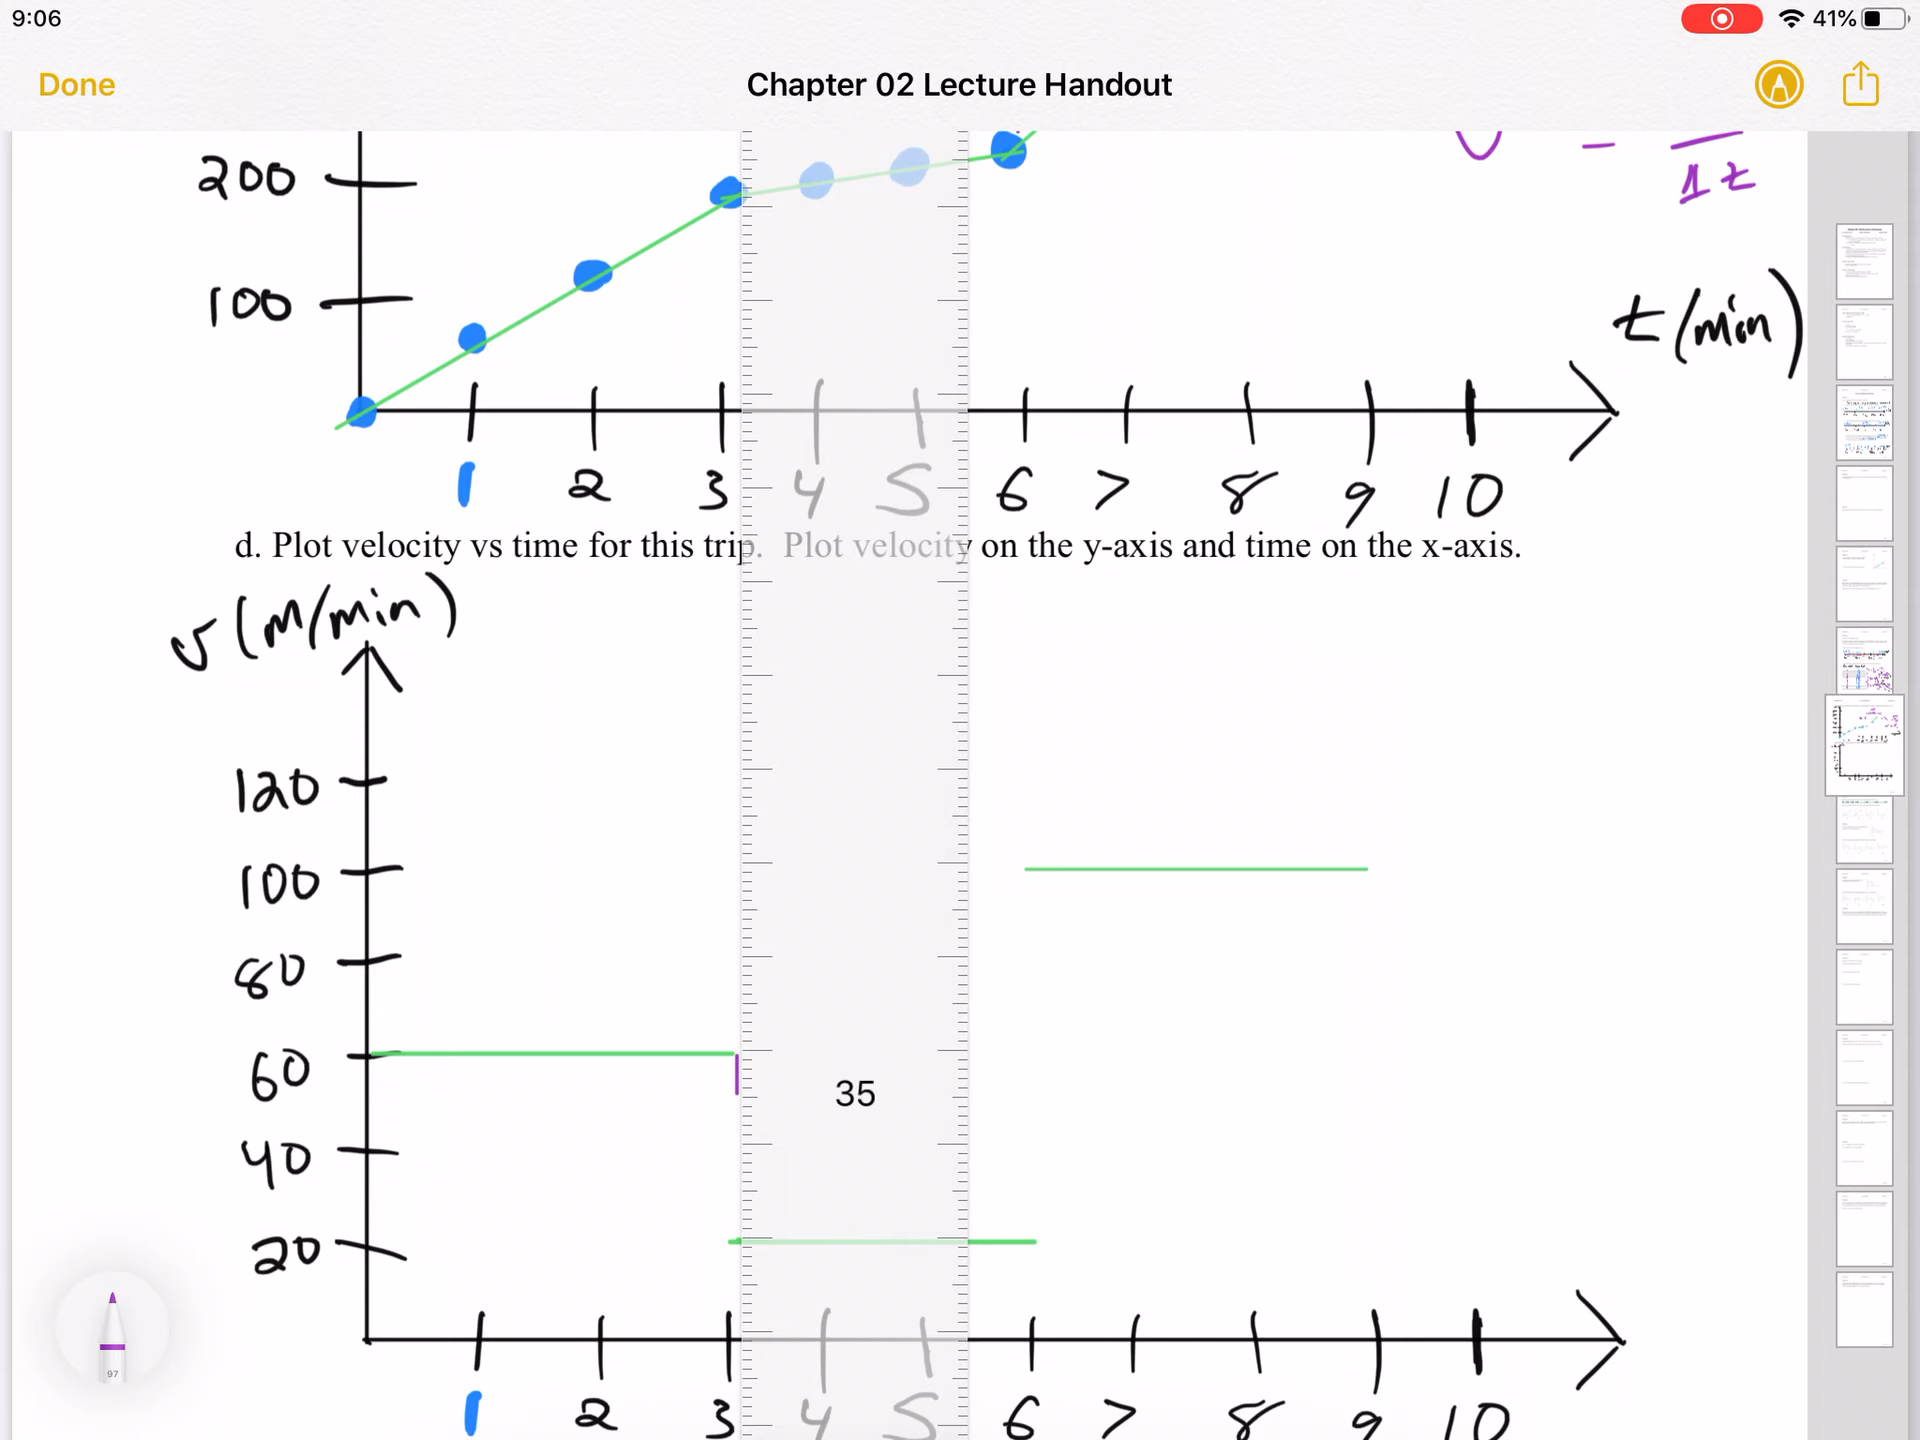 9:06 41%
Done Chapter 02 Lecture Handout
200
1t
100
t(min)
1 2 3 4 5 6 7 8 9 10
d. Plot velocity vs time for this trip. Plot velocity on the y-axis and time on the x-axis.
v(m/min)
120
100
80
60
35
40
20
97
1 2 3 4 5 6 7 8 9 10